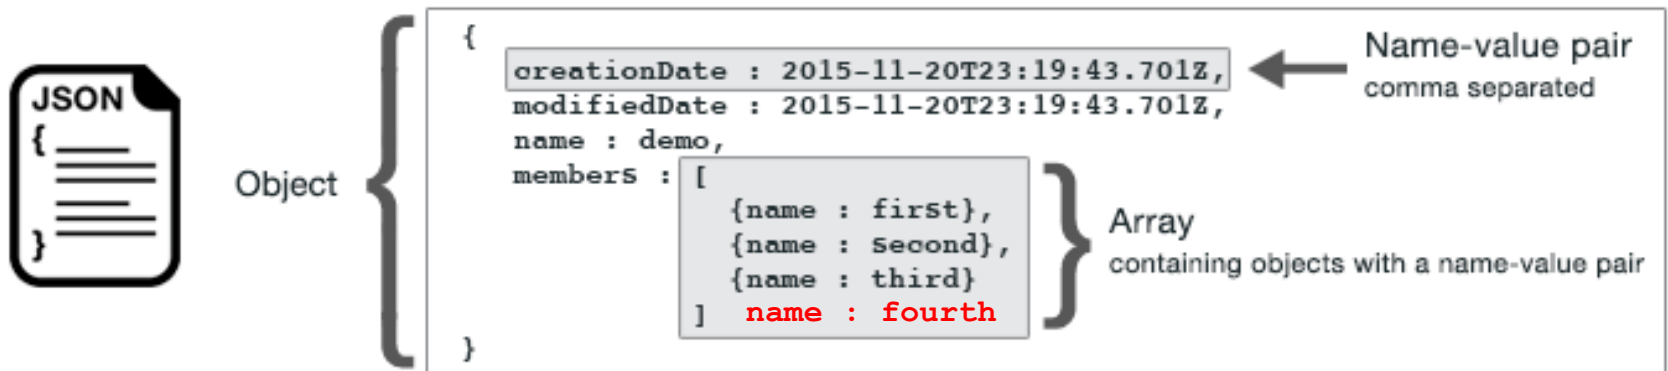 JSON
{
}
Object
{
creationDate : 2015-11-20T23:19:43.701Z,
modifiedDate : 2015-11-20T23:19:43.701Z,
name : demo,
members : [
{name : first},
{name : second},
{name : third}
] name : fourth
}
Name-value pair
comma separated
Array
containing objects with a name-value pair